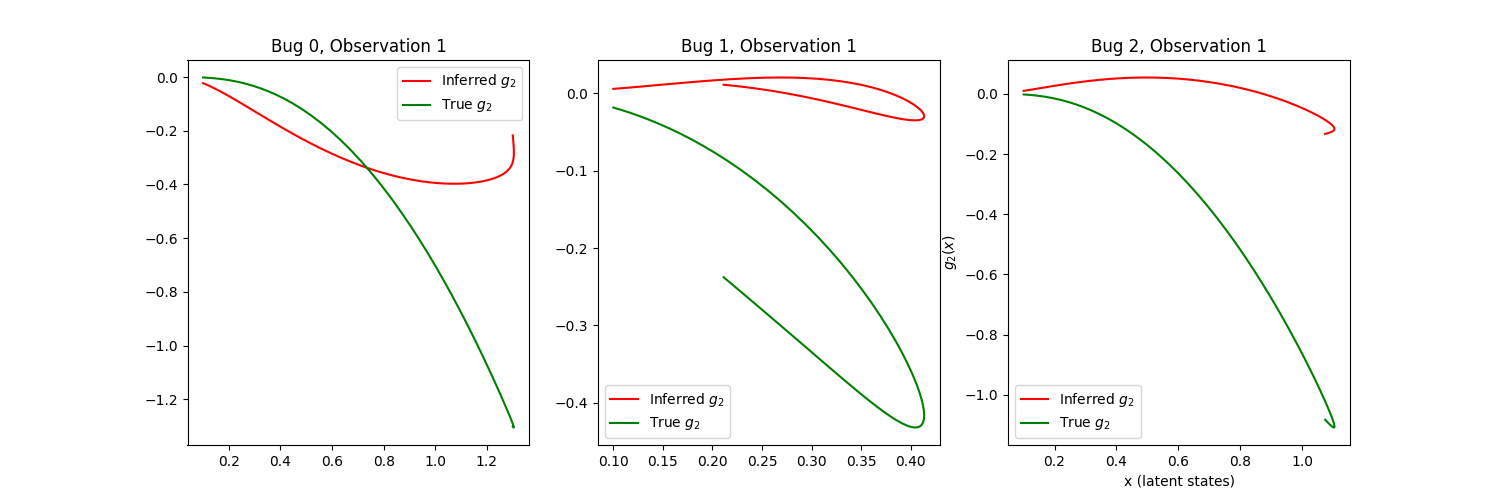 Bug 0, Observation 1
Inferred g₂
True g₂
0.0
−0.2
−0.4
−0.6
−0.8
−1.0
−1.2
0.2 0.4 0.6 0.8 1.0 1.2
Bug 1, Observation 1
0.0
−0.1
−0.2
−0.3
−0.4
Inferred g₂
True g₂
0.10 0.15 0.20 0.25 0.30 0.35 0.40
Bug 2, Observation 1
g₂(x)
0.0
−0.2
−0.4
−0.6
−0.8
−1.0
Inferred g₂
True g₂
0.2 0.4 0.6 0.8 1.0
x (latent states)